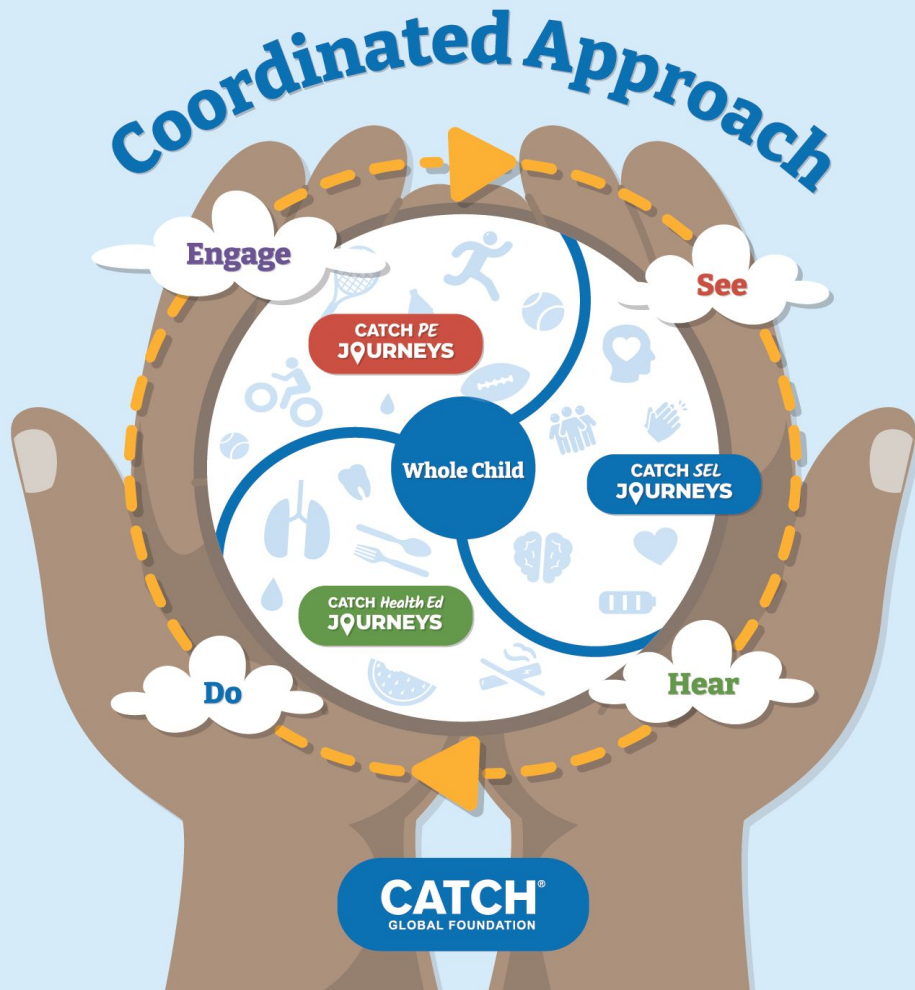 Coordinated Approach
Engage
See
CATCH PE
JOURNEYS
Whole Child
CATCH SEL
JOURNEYS
CATCH Health Ed
JOURNEYS
Do
Hear
CATCH®
GLOBAL FOUNDATION